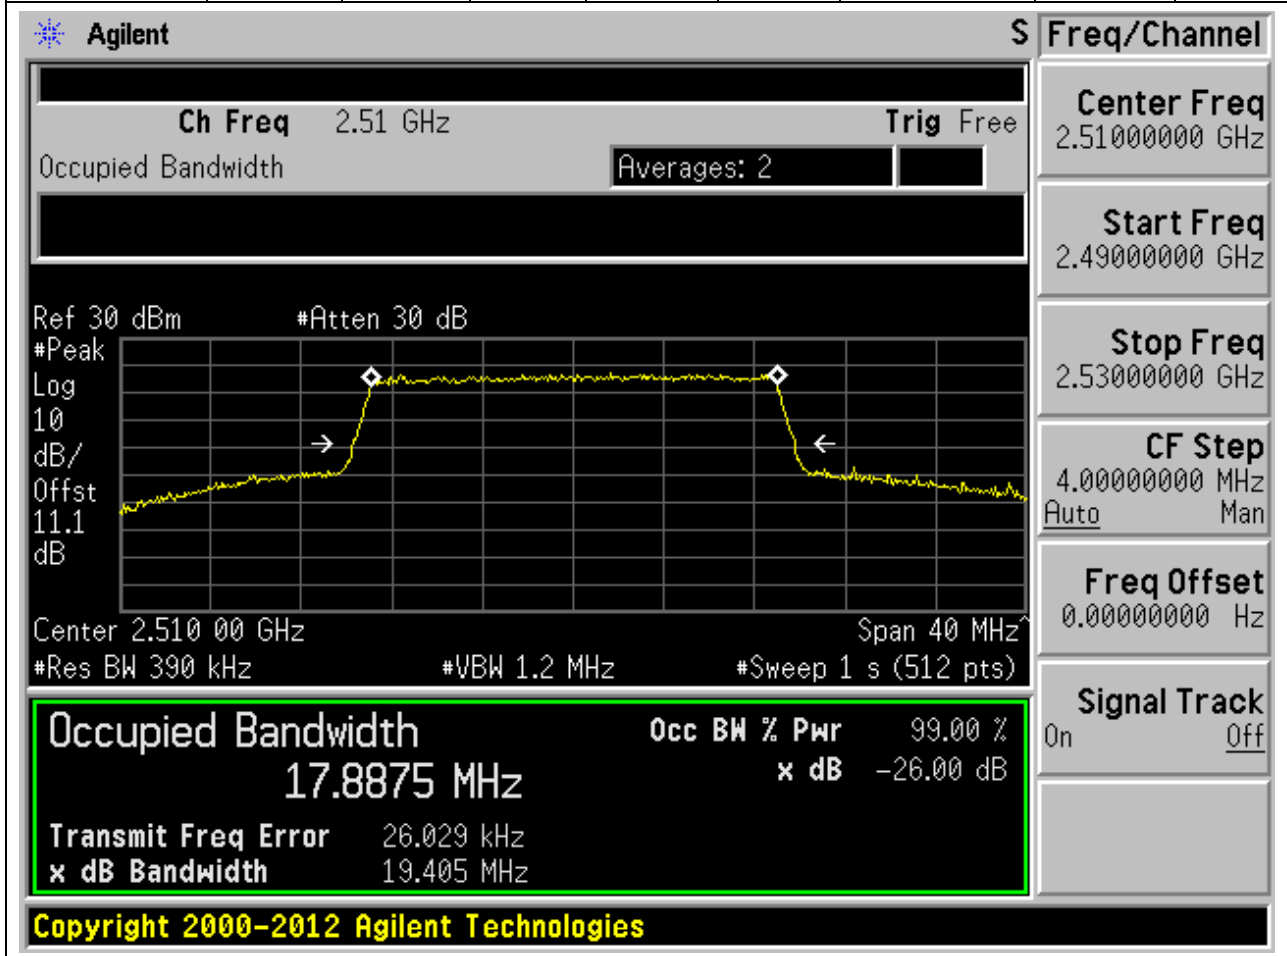 Agilent S Freq/Channel
Ch Freq 2.51 GHz Trig Free
Occupied Bandwidth Averages: 2
Center Freq
2.51000000 GHz
Start Freq
2.49000000 GHz
Stop Freq
2.53000000 GHz
CF Step
4.00000000 MHz
Auto Man
Freq Offset
0.00000000 Hz
Signal Track
On Off
Ref 30 dBm #Atten 30 dB
#Peak
Log
10
dB/
Offst
11.1
dB
Center 2.510 00 GHz Span 40 MHz^
#Res BW 390 kHz #VBW 1.2 MHz #Sweep 1 s (512 pts)
Occupied Bandwidth Occ BW % Pwr 99.00 %
17.8875 MHz x dB -26.00 dB
Transmit Freq Error 26.029 kHz
x dB Bandwidth 19.405 MHz
Copyright 2000-2012 Agilent Technologies